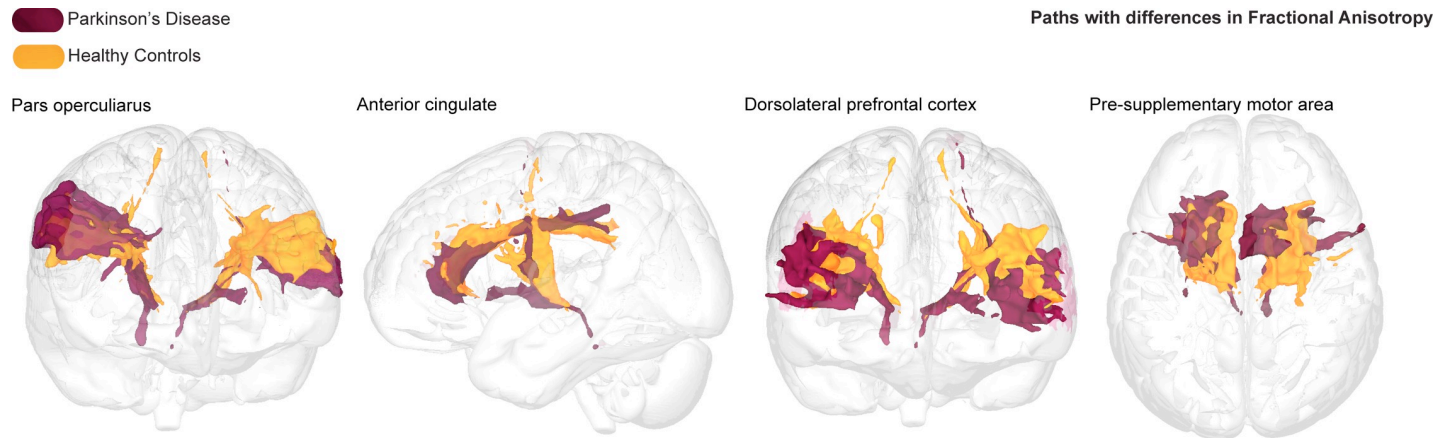 Parkinson's Disease
Paths with differences in Fractional Anisotropy
Healthy Controls
Pars operculiarus
Anterior cingulate
Dorsolateral prefrontal cortex
Pre-supplementary motor area